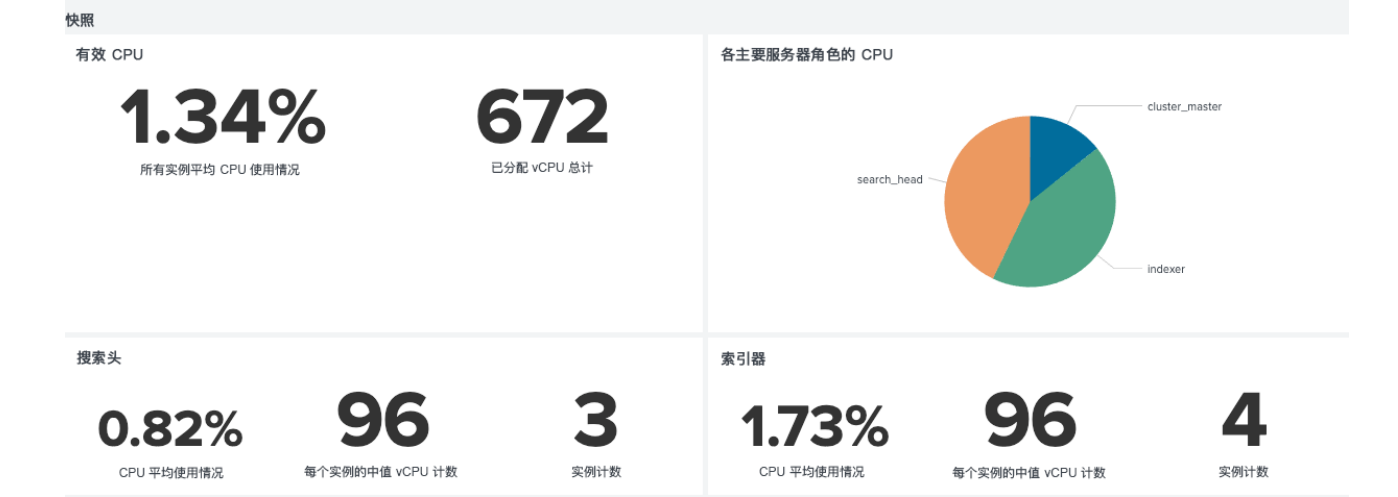 快照
有效 CPU
1.34%
所有实例平均 CPU 使用情况
672
已分配 vCPU 总计
各主要服务器角色的 CPU
cluster_master
search_head
indexer
搜索头
0.82%
CPU 平均使用情况
96
每个实例的中值 vCPU 计数
3
实例计数
索引器
1.73%
CPU 平均使用情况
96
每个实例的中值 vCPU 计数
4
实例计数